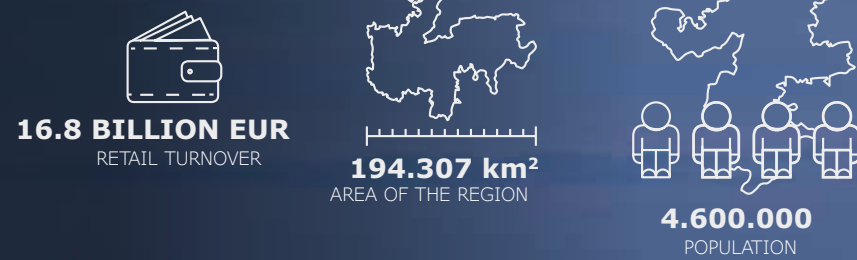 16.8 BILLION EUR
RETAIL TURNOVER
194.307 km²
AREA OF THE REGION
4.600.000
POPULATION